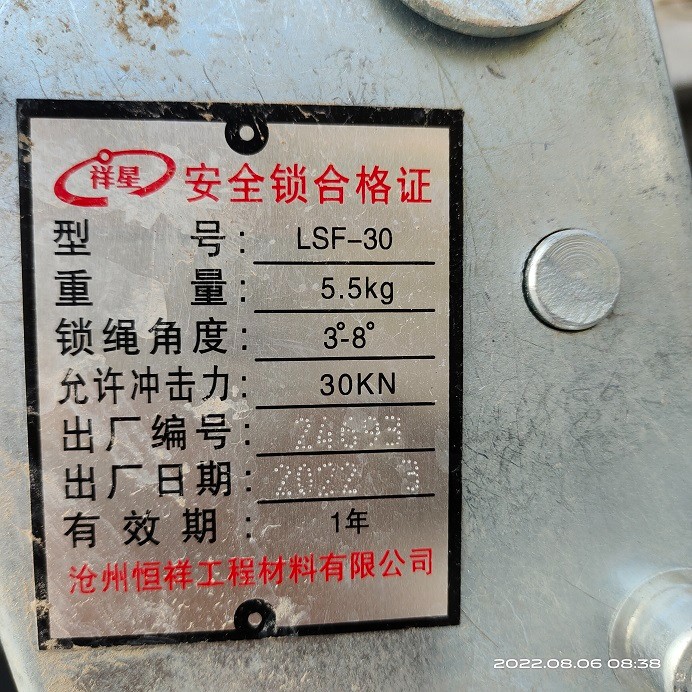 祥星 安全锁合格证
型号: LSF-30
重量: 5.5kg
锁绳角度: 3°-8°
允许冲击力: 30KN
出厂编号: 24693
出厂日期: 2022 3
有效期: 1年
沧州恒祥工程材料有限公司
2022.08.06 08:38